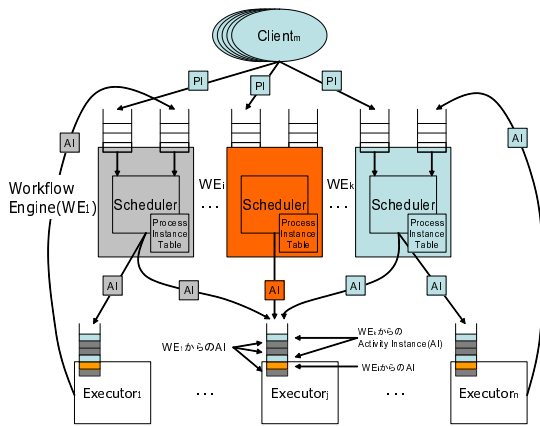 Clientm
PI
PI
PI
AI
AI
Workflow
Engine(WE1)
WEi
WEk
...
...
Scheduler
Scheduler
Scheduler
Process
Instance
Table
Process
Instance
Table
Process
Instance
Table
AI
AI
AI
AI
AI
WE1からのAI
WEkからの
Activity Instance(AI)
WEiからのAI
Executor1
...
Executorj
...
Executorn